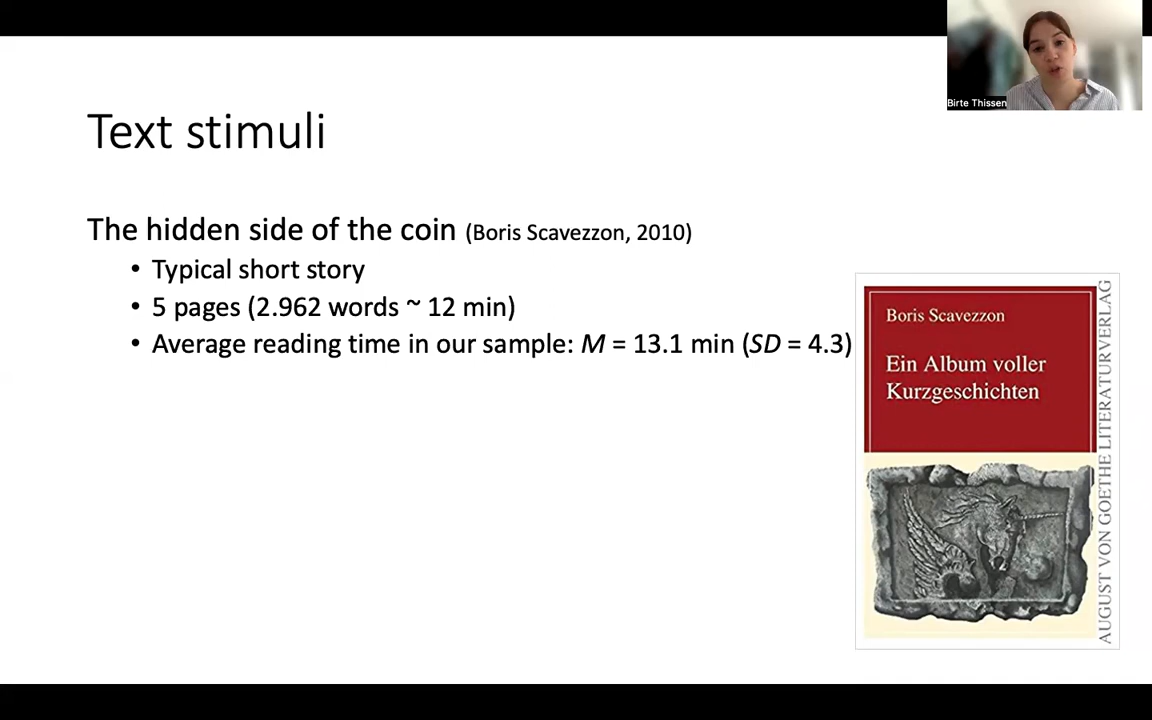 Birte Thissen
Text stimuli
The hidden side of the coin (Boris Scavezzon, 2010)
• Typical short story
• 5 pages (2.962 words ~ 12 min)
• Average reading time in our sample: M = 13.1 min (SD = 4.3)
Boris Scavezzon
Ein Album voller
Kurzgeschichten
AUGUST VON GOETHE LITERATURVERLAG